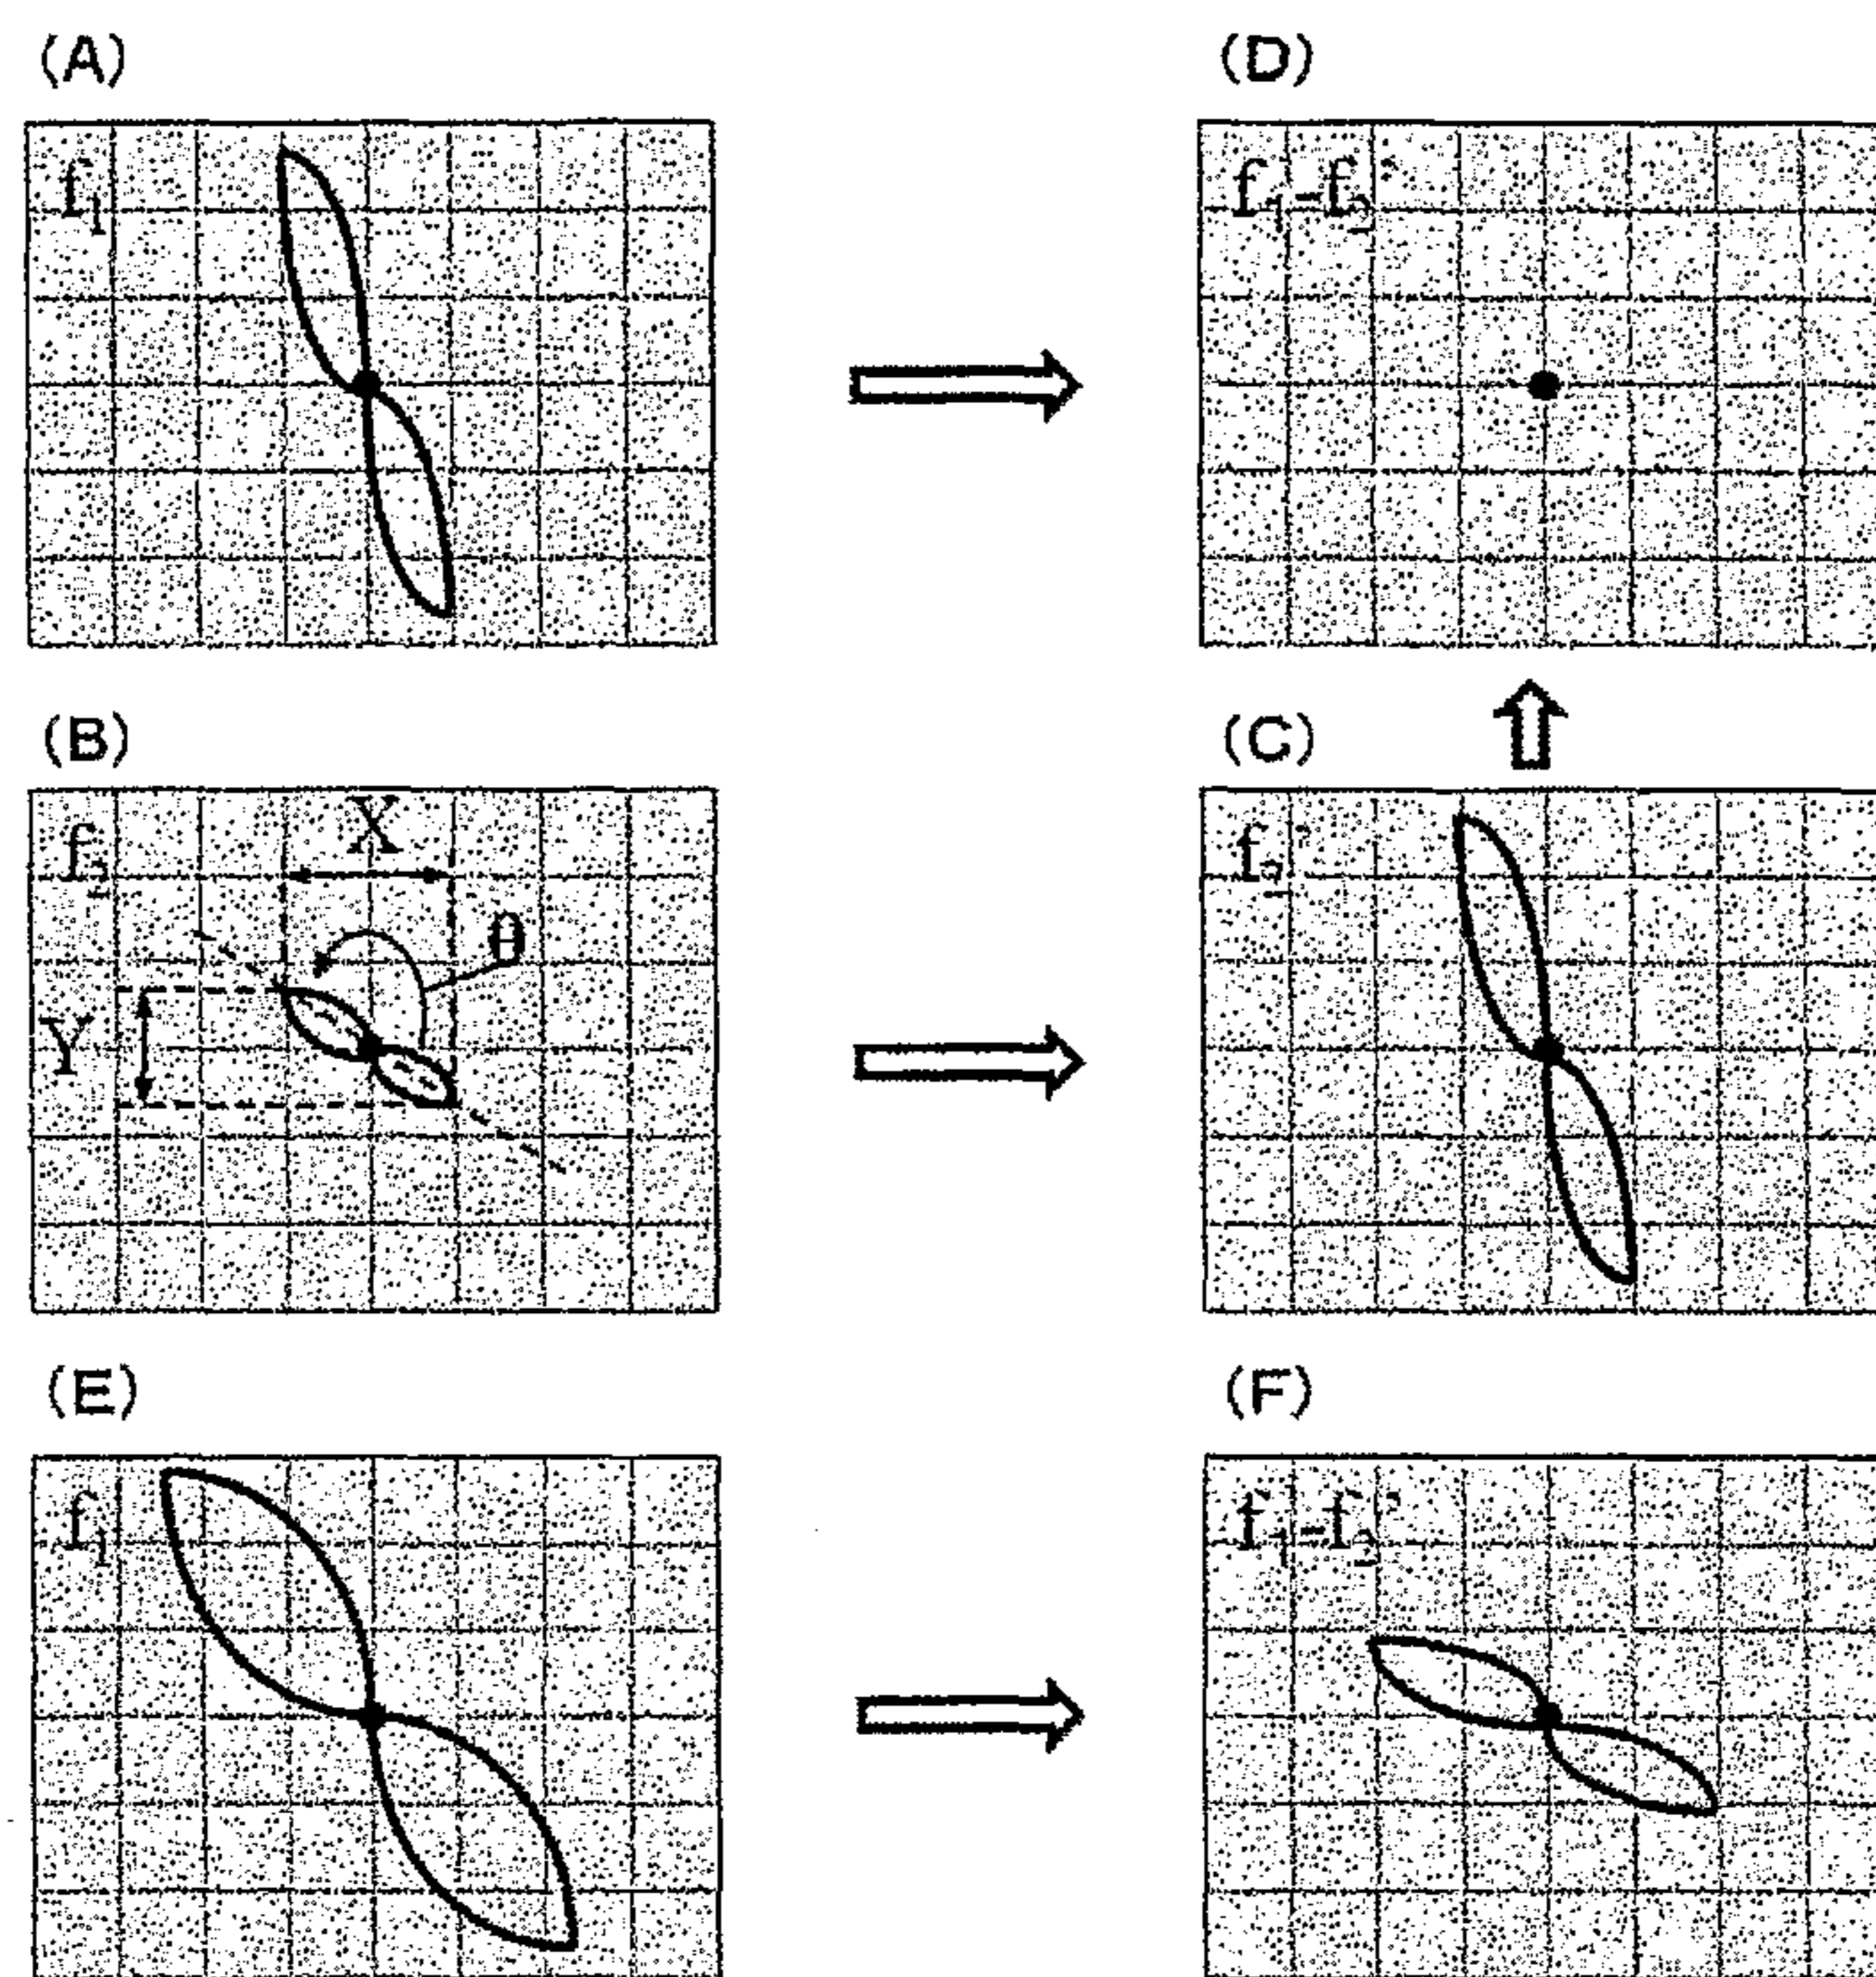 (A)
f1
(D)
f1-f2'
(B)
f2
X
θ
Y
(C)
f2'
(E)
f1
(F)
f1-f2'